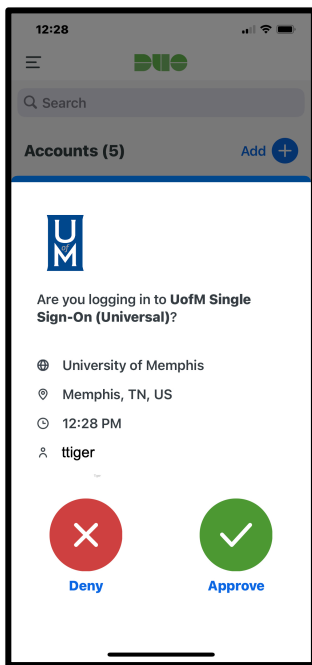 12:28
DUO
Search
Accounts (5)
Add
U
of
M
Are you logging in to UofM Single
Sign-On (Universal)?
University of Memphis
Memphis, TN, US
12:28 PM
ttiger
Deny
Approve